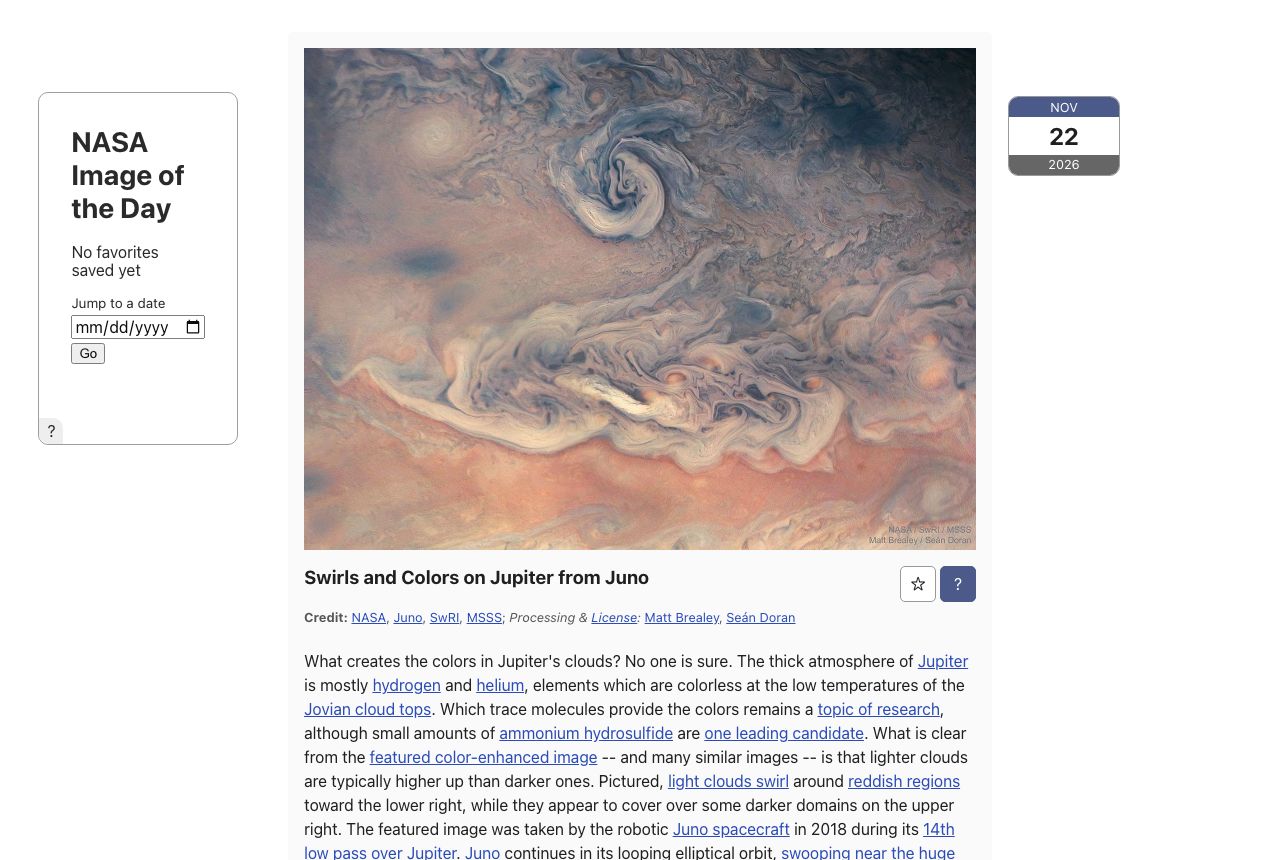 NASA
Image of
the Day
No favorites
saved yet
Jump to a date
mm/dd/yyyy
Go
?
NASA / SwRI / MSSS
Matt Brealey / Seán Doran
NOV
22
2026
Swirls and Colors on Jupiter from Juno
?
Credit: NASA, Juno, SwRI, MSSS; Processing & License: Matt Brealey, Seán Doran
What creates the colors in Jupiter's clouds? No one is sure. The thick atmosphere of Jupiter
is mostly hydrogen and helium, elements which are colorless at the low temperatures of the
Jovian cloud tops. Which trace molecules provide the colors remains a topic of research,
although small amounts of ammonium hydrosulfide are one leading candidate. What is clear
from the featured color-enhanced image -- and many similar images -- is that lighter clouds
are typically higher up than darker ones. Pictured, light clouds swirl around reddish regions
toward the lower right, while they appear to cover over some darker domains on the upper
right. The featured image was taken by the robotic Juno spacecraft in 2018 during its 14th
low pass over Jupiter. Juno continues in its looping elliptical orbit, swooping near the huge